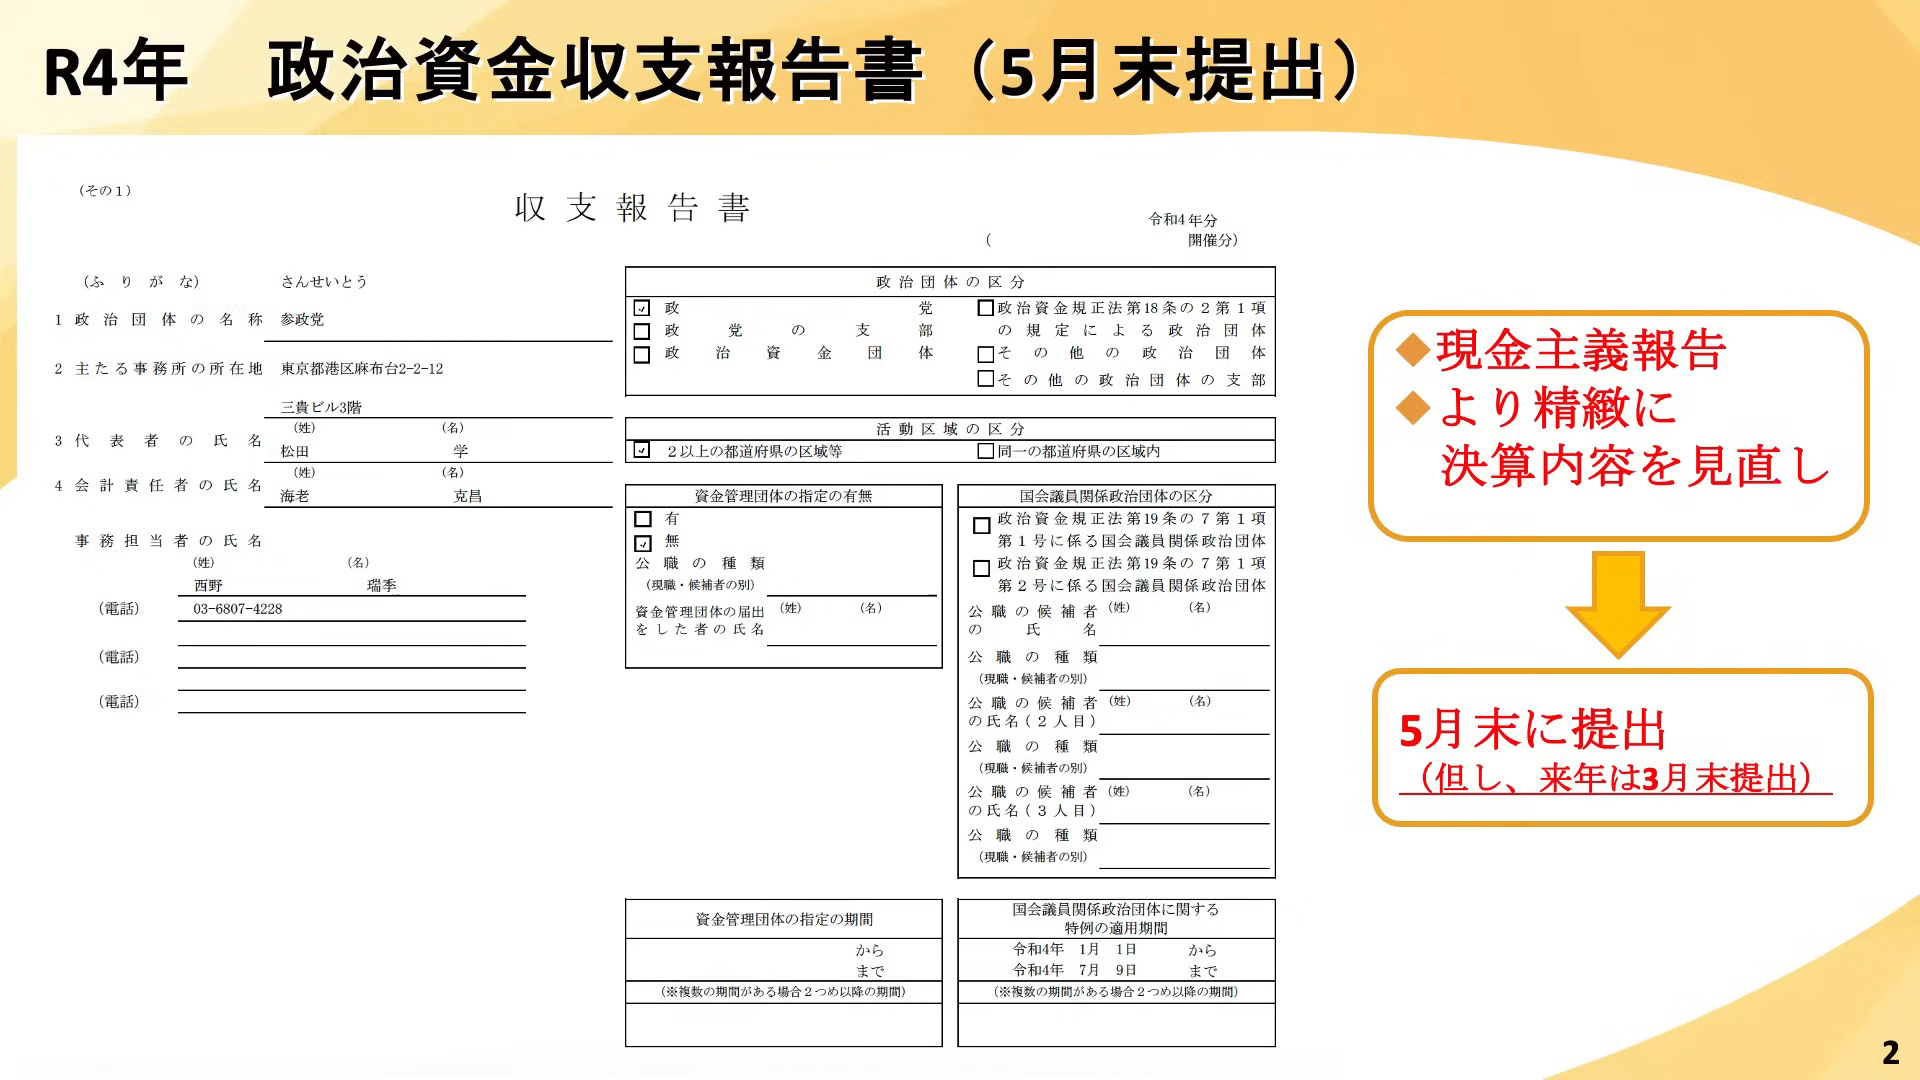 R4年　政治資金収支報告書（5月末提出）
（その１）
収支報告書
令和4年分
（　　　　　開催分）
（ふりがな）　さんせいとう
1 政治団体の名称　参政党
2 主たる事務所の所在地　東京都港区麻布台2-2-12
三貴ビル3階
（姓）　（名）
3 代表者の氏名　松田　学
（姓）　（名）
4 会計責任者の氏名　海老　克昌
事務担当者の氏名
（姓）　（名）
西野　瑞季
（電話）　03-6807-4228
（電話）
（電話）
政治団体の区分
☑ 政党
☐ 政党の支部
☐ 政治資金団体
☐ 政治資金規正法第18条の２第１項
の規定による政治団体
☐ その他の政治団体
☐ その他の政治団体の支部
活動区域の区分
☑ ２以上の都道府県の区域等　☐ 同一の都道府県の区域内
資金管理団体の指定の有無
☐ 有
☑ 無
公職の種類
（現職・候補者の別）
資金管理団体の届出　（姓）　（名）
をした者の氏名
国会議員関係政治団体の区分
☐ 政治資金規正法第19条の７第１項
第１号に係る国会議員関係政治団体
☐ 政治資金規正法第19条の７第１項
第２号に係る国会議員関係政治団体
公職の候補者　（姓）　（名）
の氏名
公職の種類
（現職・候補者の別）
公職の候補者　（姓）　（名）
の氏名（２人目）
公職の種類
（現職・候補者の別）
公職の候補者　（姓）　（名）
の氏名（３人目）
公職の種類
（現職・候補者の別）
資金管理団体の指定の期間
から
まで
（※複数の期間がある場合２つめ以降の期間）
国会議員関係政治団体に関する
特例の適用期間
令和4年　1月　1日　から
令和4年　7月　9日　まで
（※複数の期間がある場合２つめ以降の期間）
◆現金主義報告
◆より精緻に
決算内容を見直し
5月末に提出
（但し、来年は3月末提出）
2